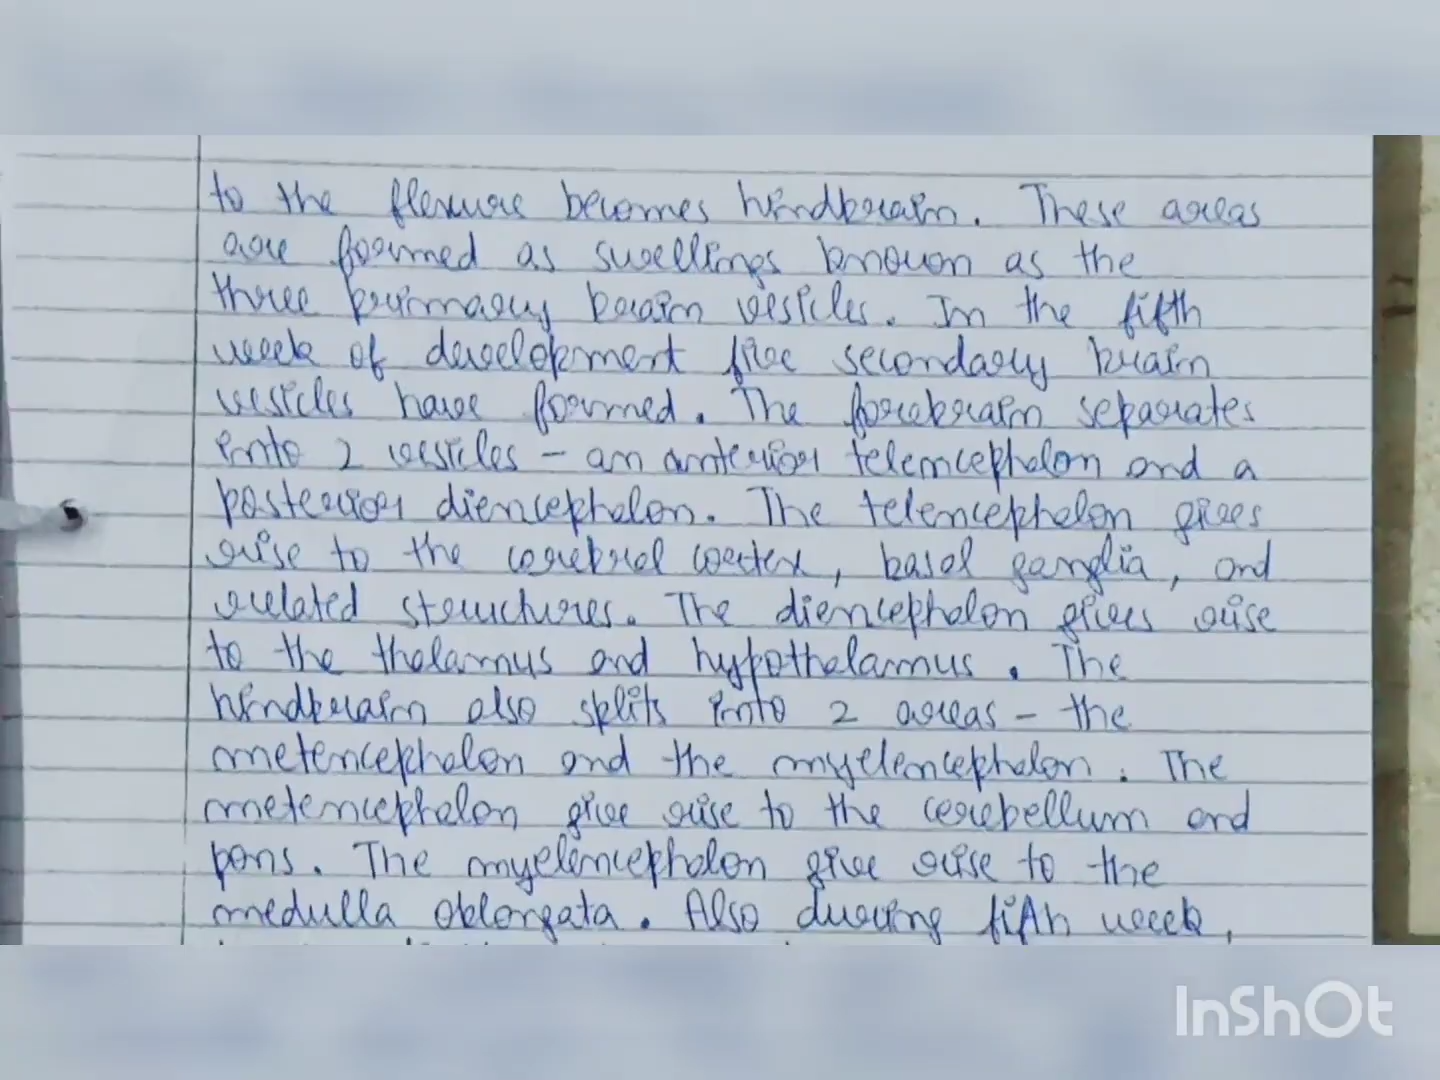 to the flexure becomes hindbrain. These areas
are formed as swellings known as the
three primary brain vesicles. In the fifth
week of development five secondary brain
vesicles have formed. The forebrain separates
into 2 vesicles - an anterior telencephalon and a
posterior diencephalon. The telencephalon gives
rise to the cerebral cortex, basal ganglia, and
related structures. The diencephalon gives rise
to the thalamus and hypothalamus. The
hindbrain also splits into 2 areas - the
metencephalon and the myelencephalon. The
metencephalon give rise to the cerebellum and
pons. The myelencephalon give rise to the
medulla oblongata. Also during fifth week,
InShOt